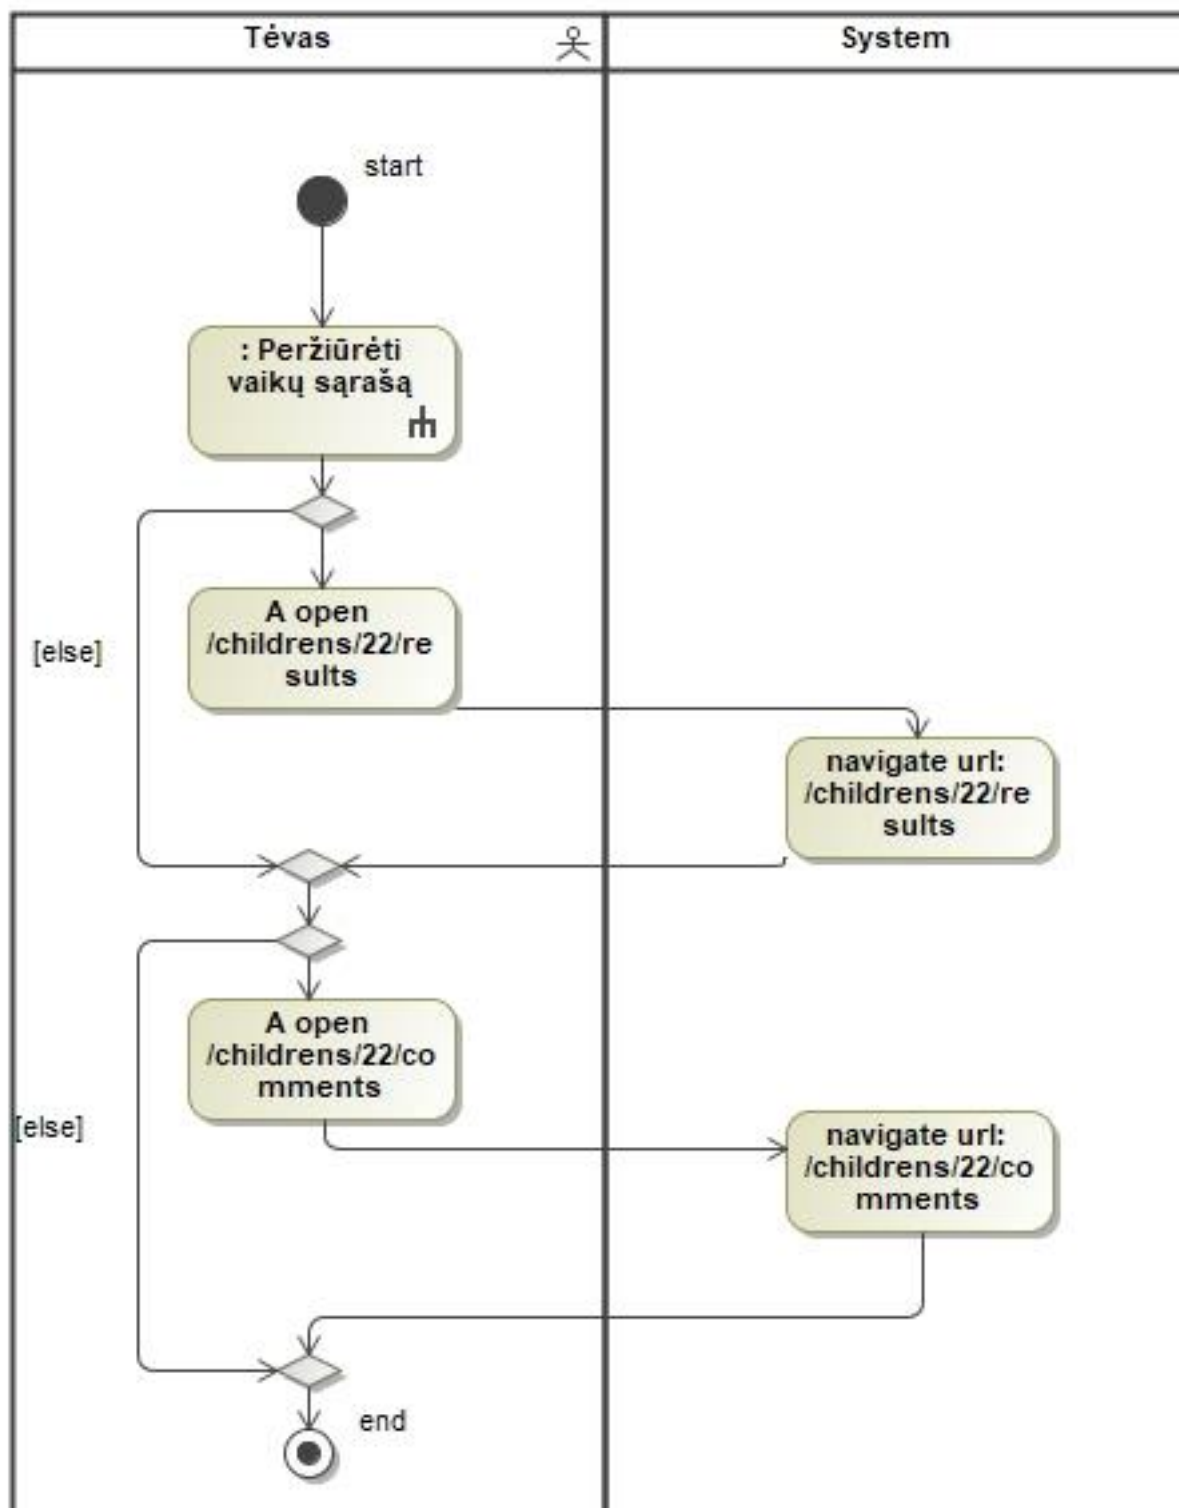 Tėvas
System
start
: Peržiūrėti
vaikų sąrašą
A open
/childrens/22/re
sults
[else]
navigate url:
/childrens/22/re
sults
A open
/childrens/22/co
mments
[else]
navigate url:
/childrens/22/co
mments
end